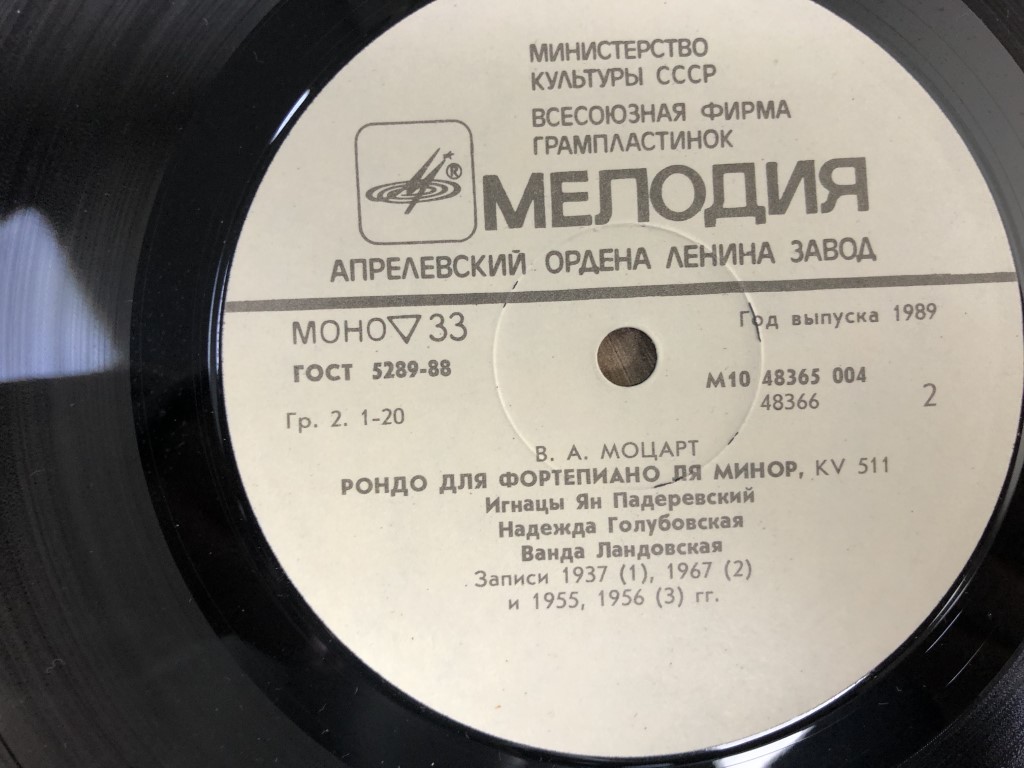 МИНИСТЕРСТВО
КУЛЬТУРЫ СССР
ВСЕСОЮЗНАЯ ФИРМА
ГРАМПЛАСТИНОК
® МЕЛОДИЯ
АПРЕЛЕВСКИЙ ОРДЕНА ЛЕНИНА ЗАВОД
МОНО ▽ 33
Год выпуска 1989
ГОСТ 5289-88
М10 48365 004
Гр. 2. 1-20
48366
2
В. А. МОЦАРТ
РОНДО ДЛЯ ФОРТЕПИАНО ЛЯ МИНОР, KV 511
Игнацы Ян Падеревский
Надежда Голубовская
Ванда Ландовская
Записи 1937 (1), 1967 (2)
и 1955, 1956 (3) гг.